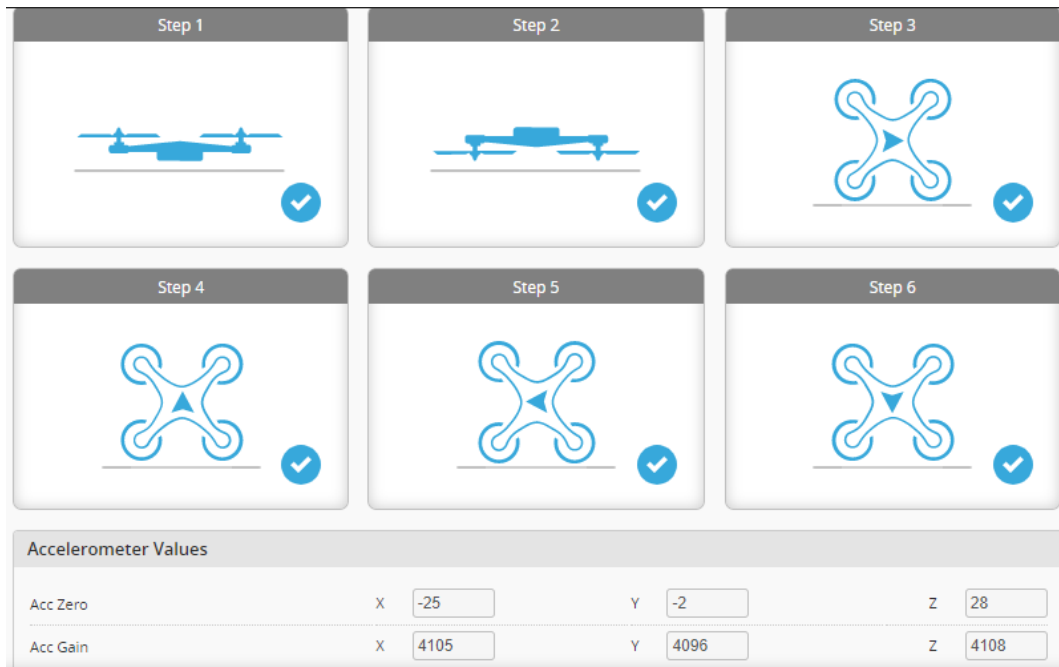 Step 1 Step 2 Step 3
Step 4 Step 5 Step 6
Accelerometer Values
Acc Zero X -25 Y -2 Z 28
Acc Gain X 4105 Y 4096 Z 4108